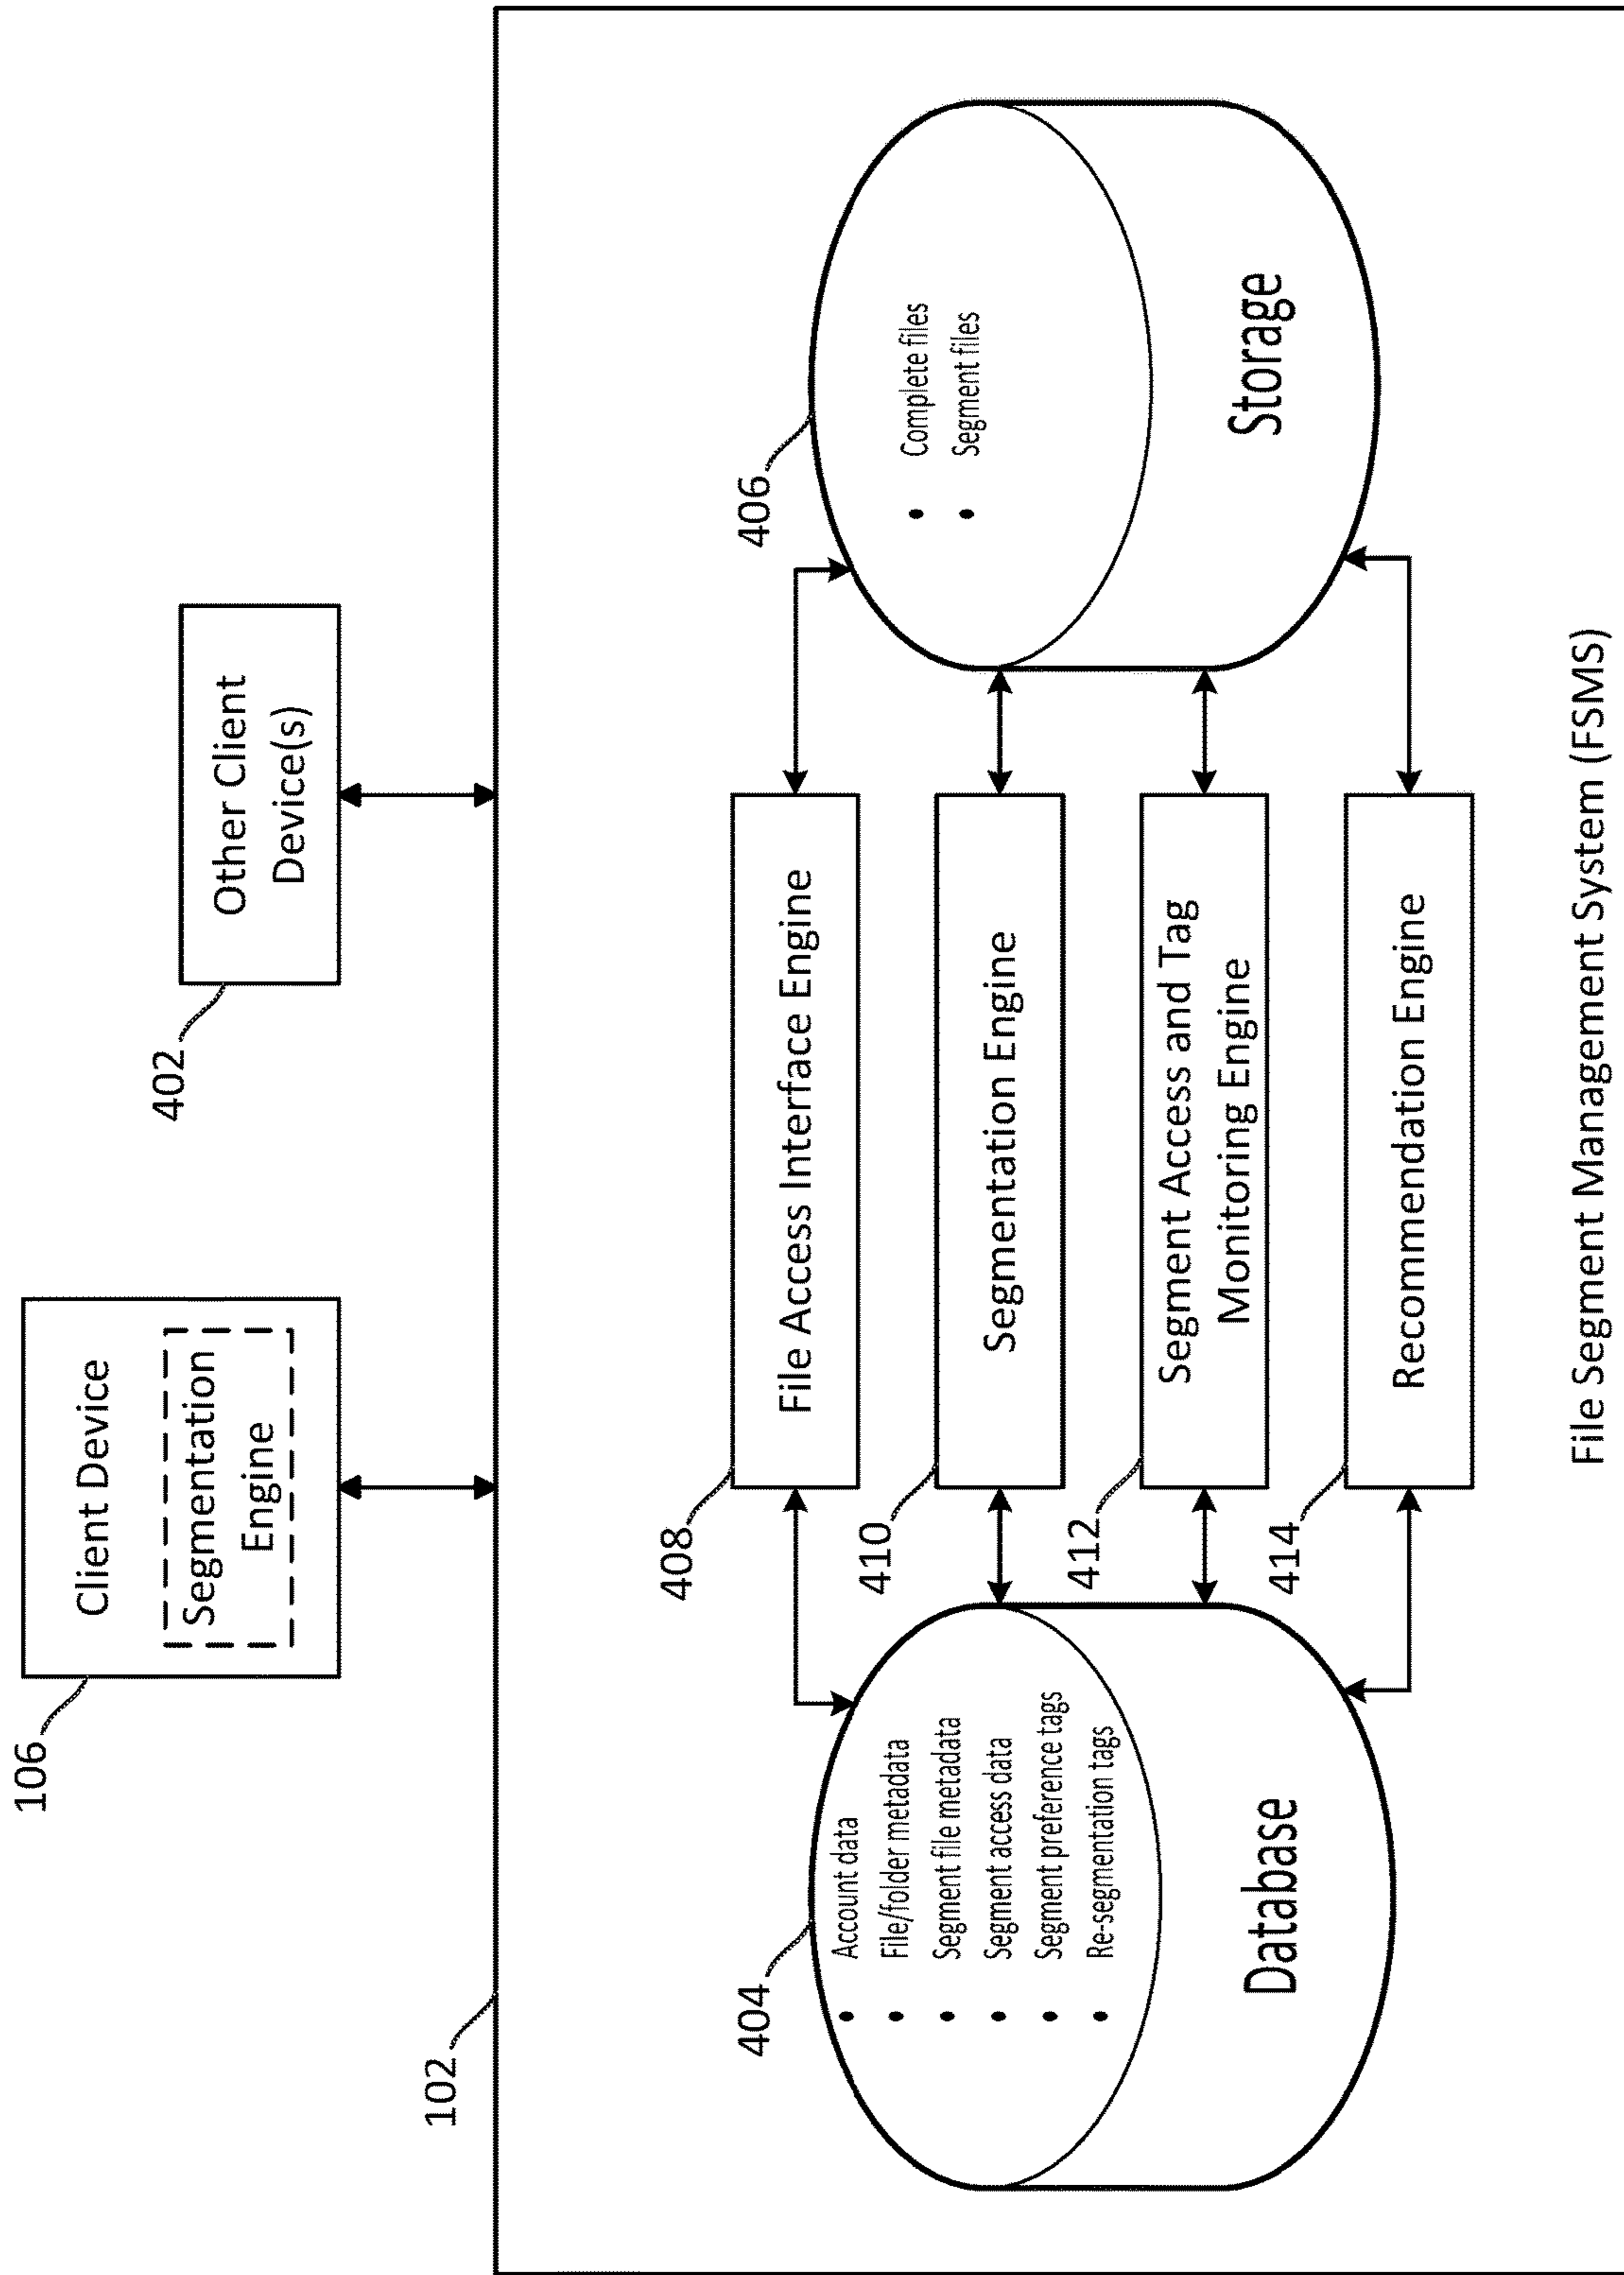 106
Client Device
Segmentation
Engine
402
Other Client
Device(s)
102
404
Account data
File/folder metadata
Segment file metadata
Segment access data
Segment preference tags
Re-segmentation tags
Database
408
File Access Interface Engine
410
Segmentation Engine
412
Segment Access and Tag
Monitoring Engine
414
Recommendation Engine
406
Complete files
Segment files
Storage
File Segment Management System (FSMS)